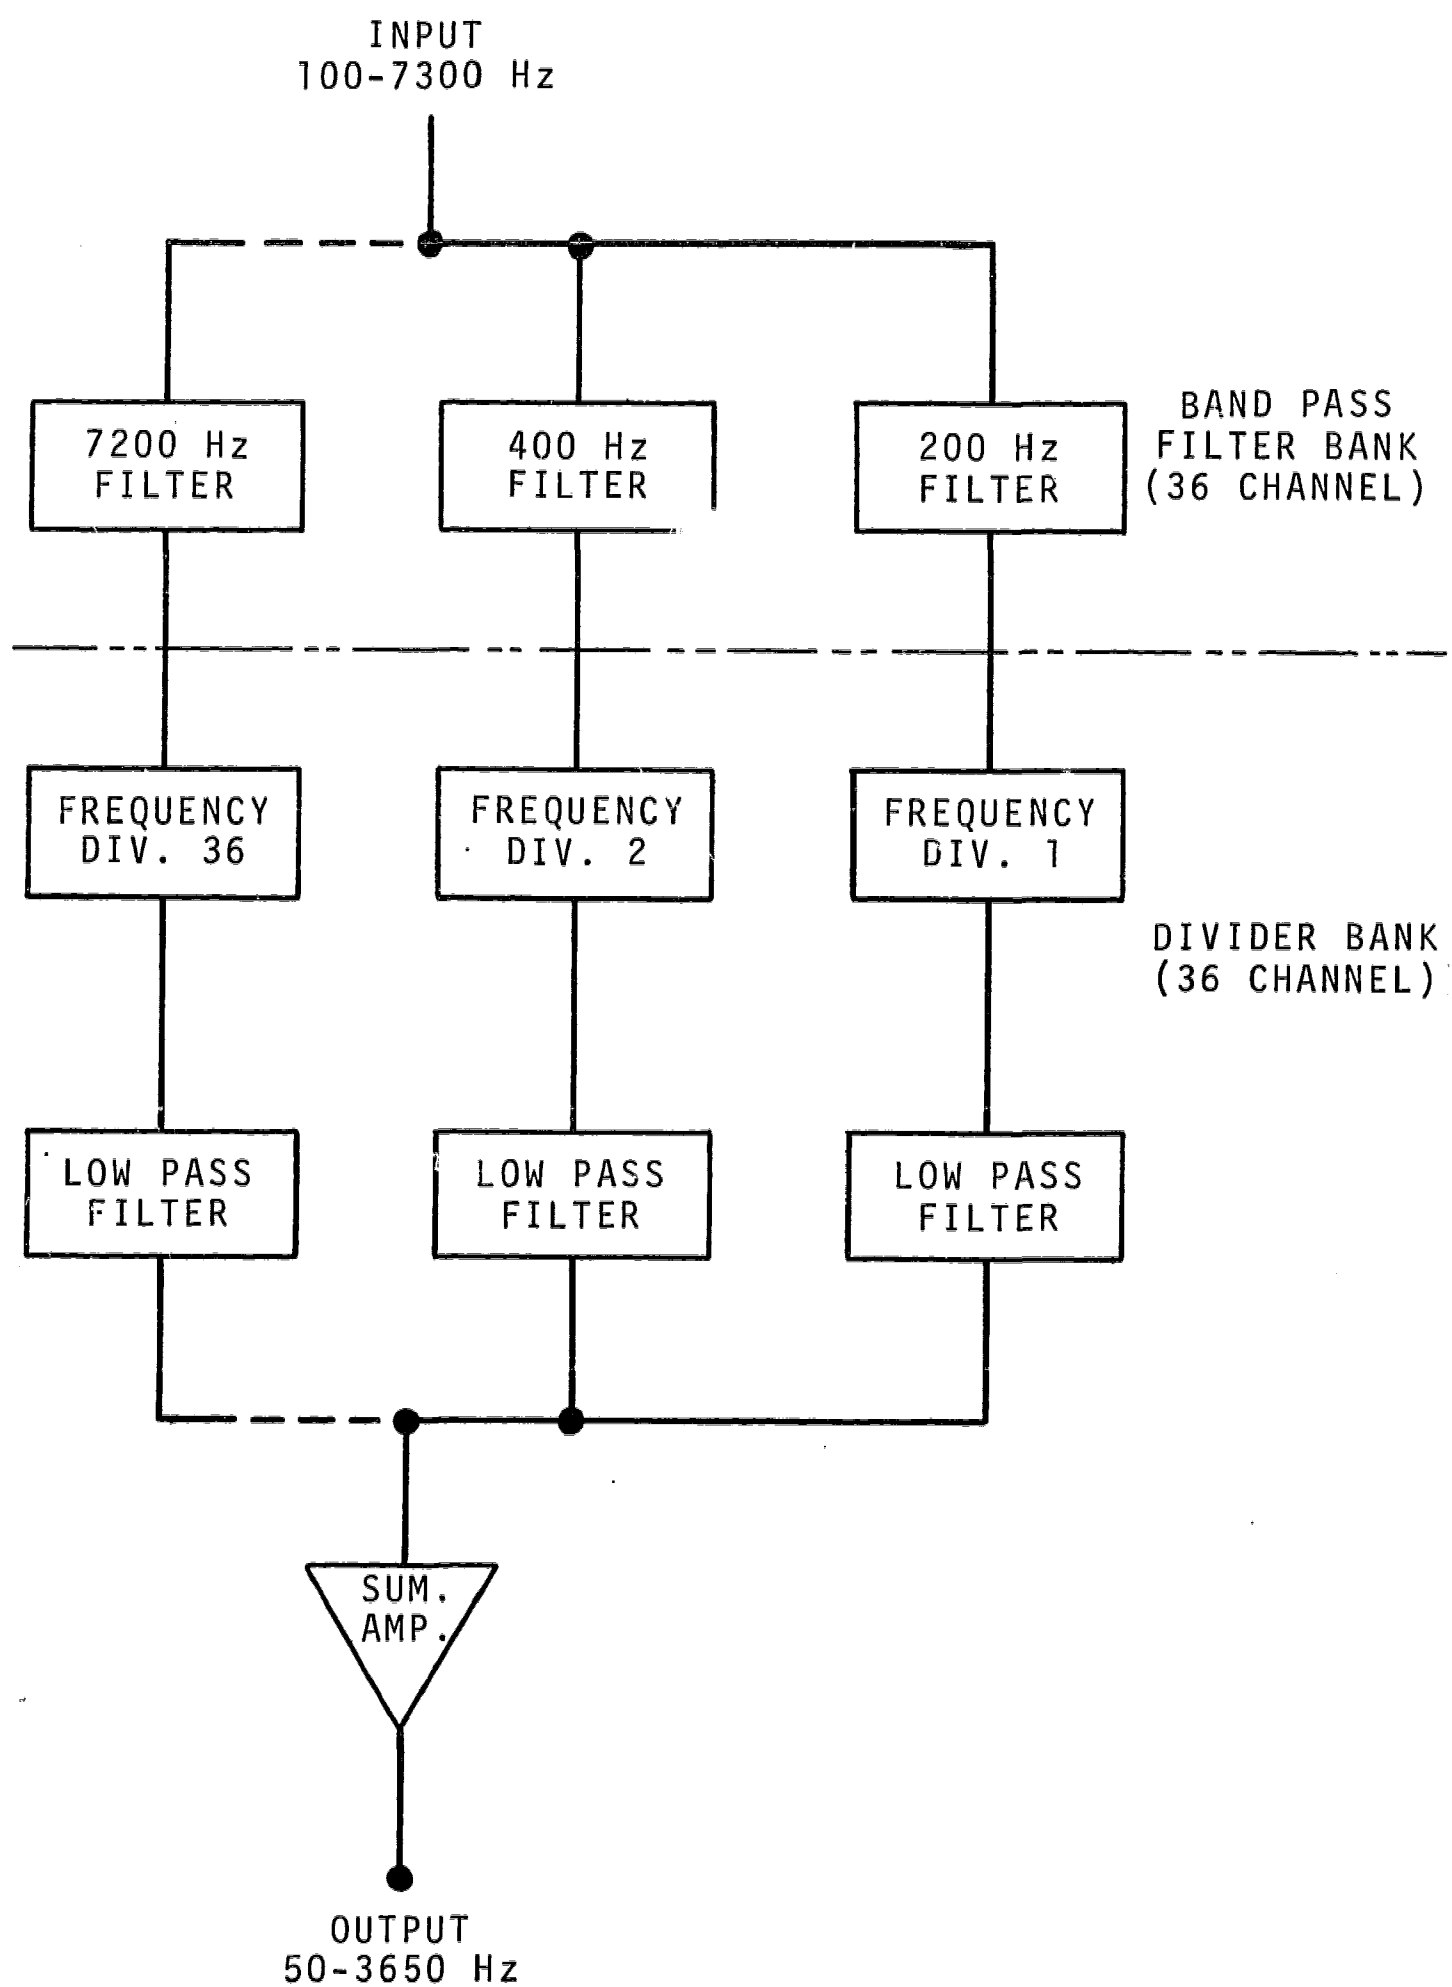 INPUT
100-7300 Hz
7200 Hz
FILTER
400 Hz
FILTER
200 Hz
FILTER
BAND PASS
FILTER BANK
(36 CHANNEL)
FREQUENCY
DIV. 36
FREQUENCY
DIV. 2
FREQUENCY
DIV. 1
DIVIDER BANK
(36 CHANNEL)
LOW PASS
FILTER
LOW PASS
FILTER
LOW PASS
FILTER
SUM.
AMP.
OUTPUT
50-3650 Hz